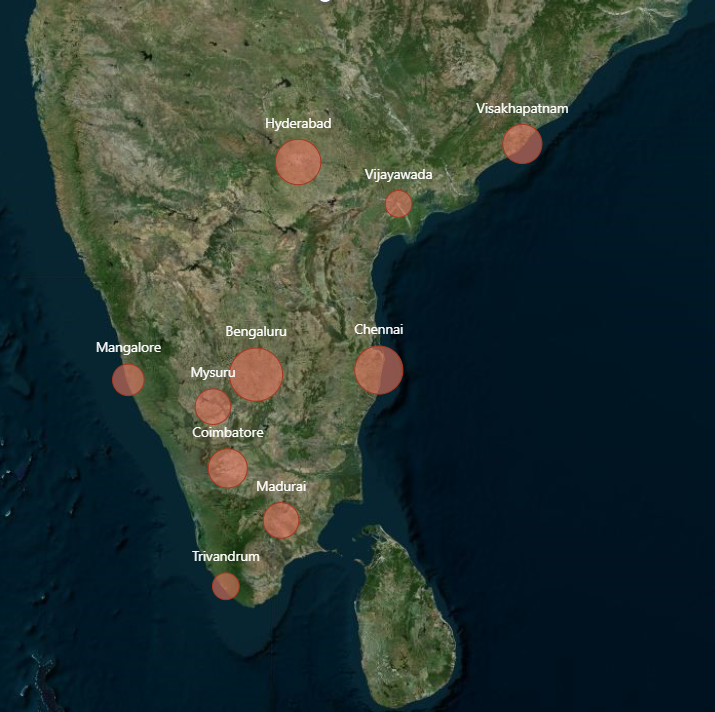 Visakhapatnam
Hyderabad
Vijayawada
Chennai
Bengaluru
Mangalore
Mysuru
Coimbatore
Madurai
Trivandrum